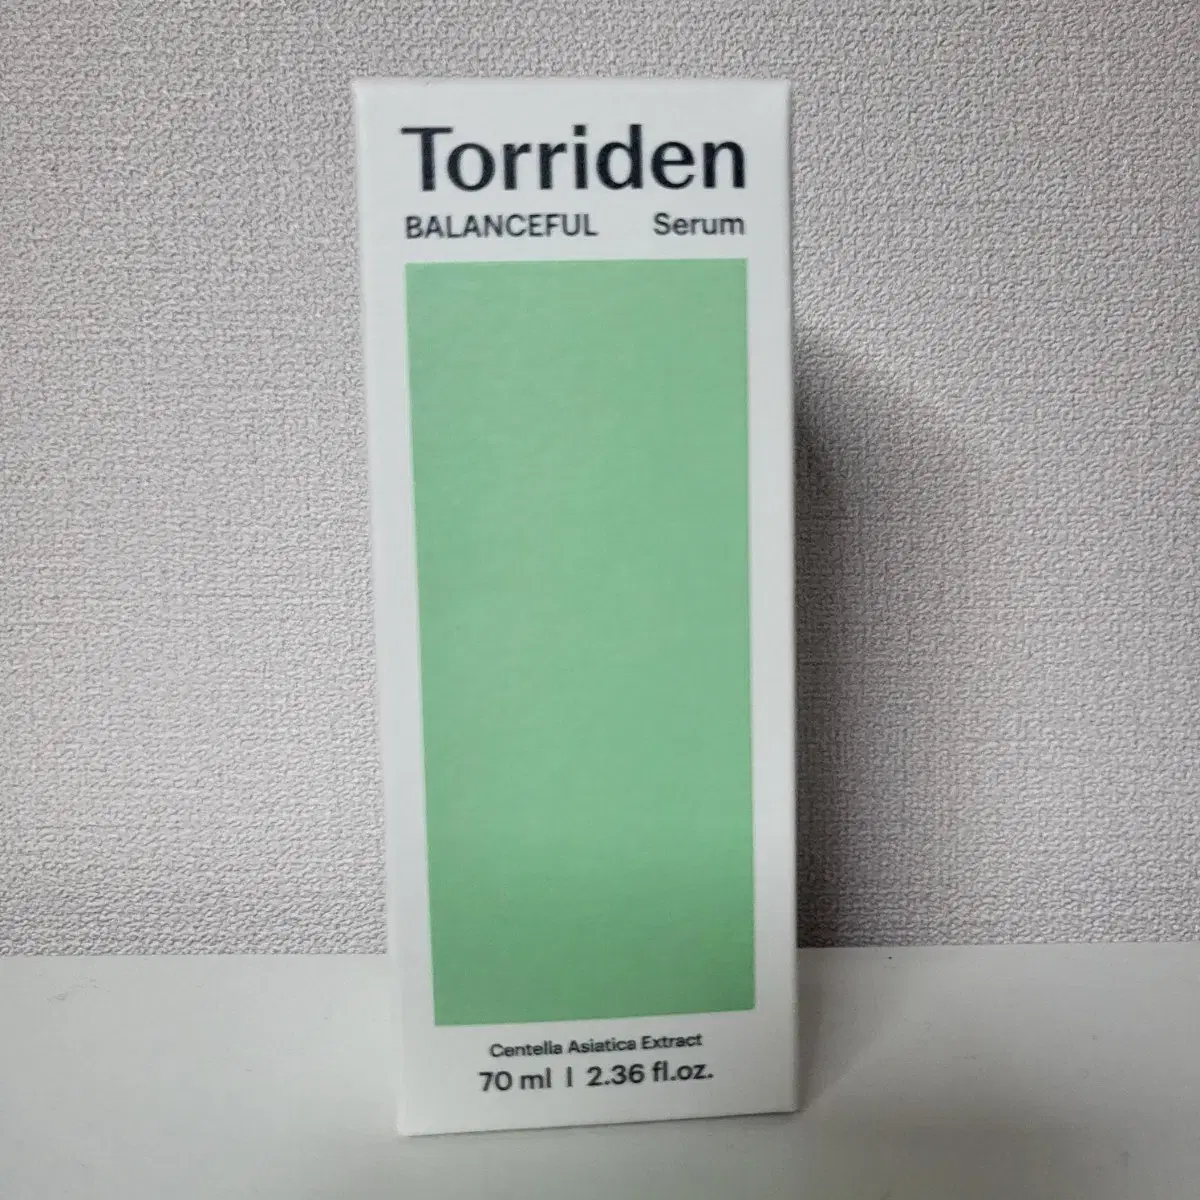 Torriden
BALANCEFUL Serum
Centella Asiatica Extract
70 ml | 2.36 fl.oz.